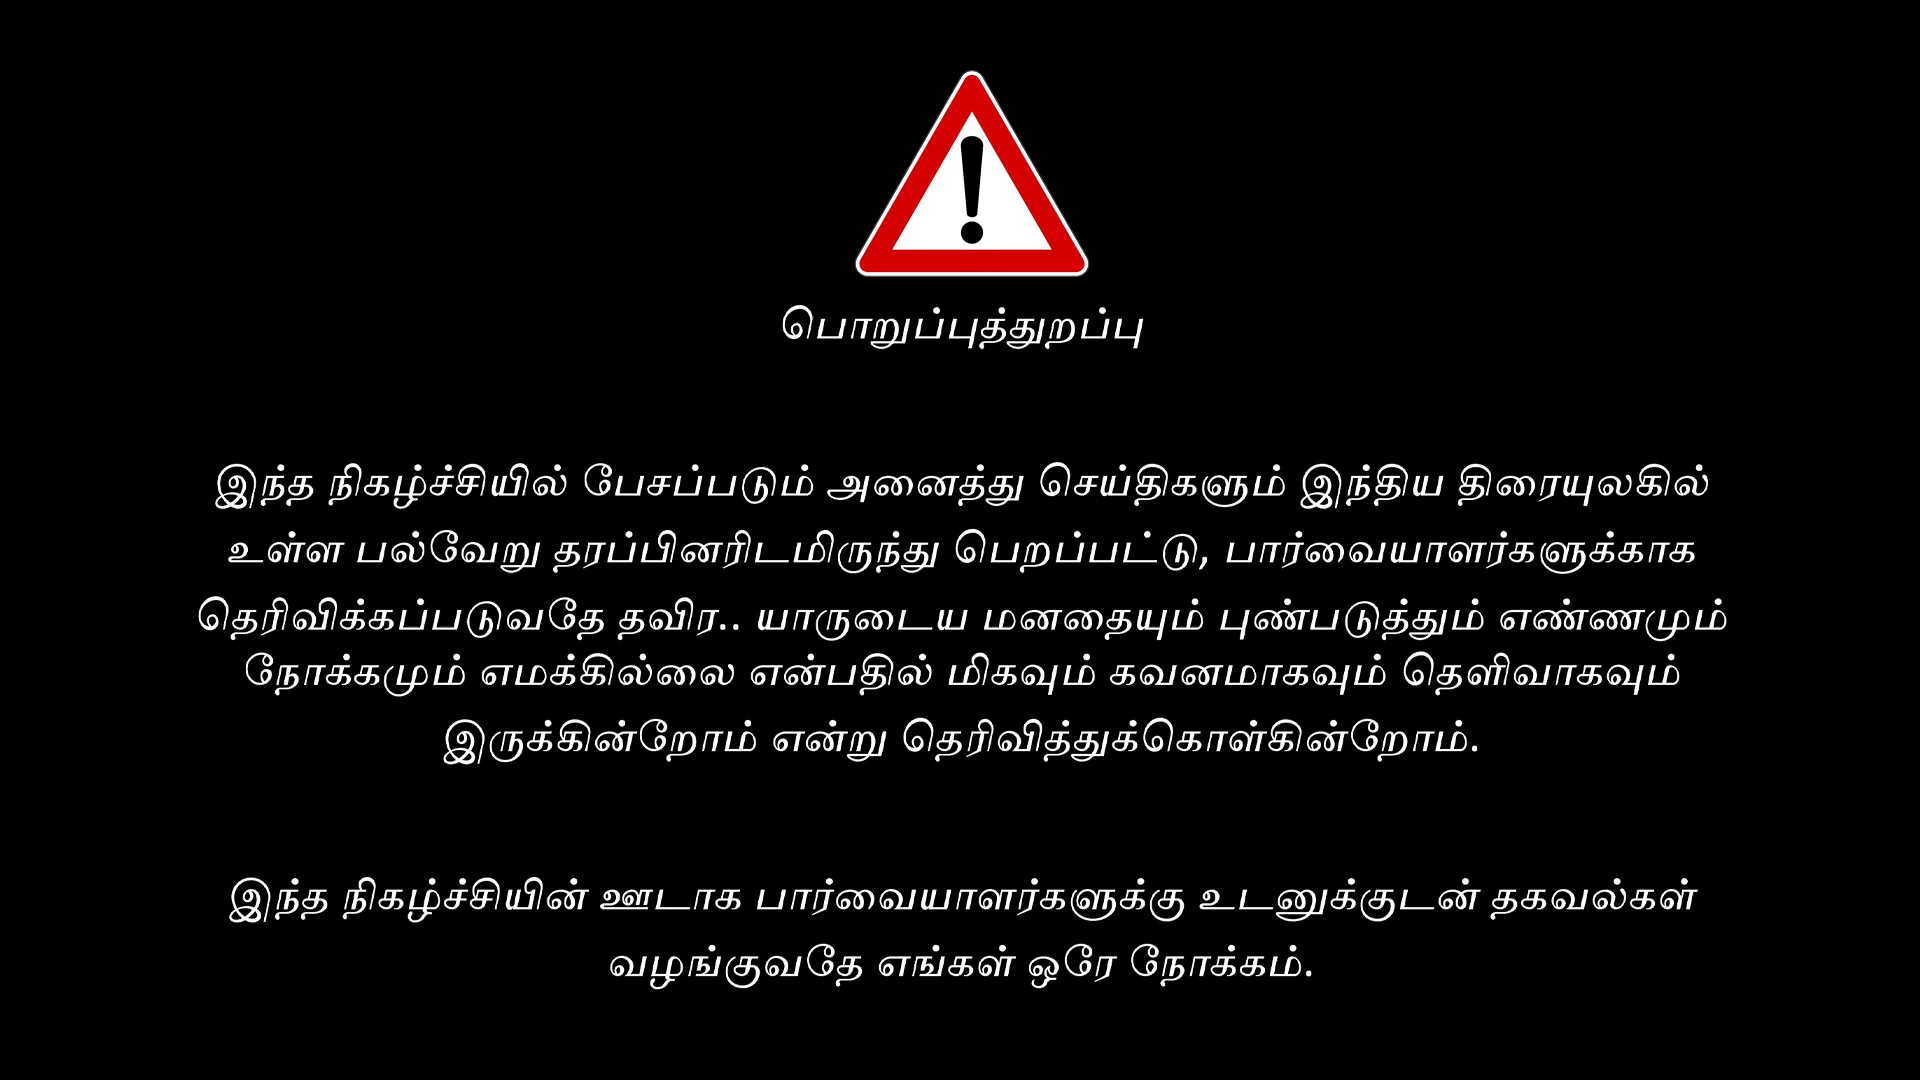 பொறுப்புத்துறப்பு
இந்த நிகழ்ச்சியில் பேசப்படும் அனைத்து செய்திகளும் இந்திய திரையுலகில்
உள்ள பல்வேறு தரப்பினரிடமிருந்து பெறப்பட்டு, பார்வையாளர்களுக்காக
தெரிவிக்கப்படுவதே தவிர.. யாருடைய மனதையும் புண்படுத்தும் எண்ணமும்
நோக்கமும் எமக்கில்லை என்பதில் மிகவும் கவனமாகவும் தெளிவாகவும்
இருக்கின்றோம் என்று தெரிவித்துக்கொள்கின்றோம்.
இந்த நிகழ்ச்சியின் ஊடாக பார்வையாளர்களுக்கு உடனுக்குடன் தகவல்கள்
வழங்குவதே எங்கள் ஒரே நோக்கம்.